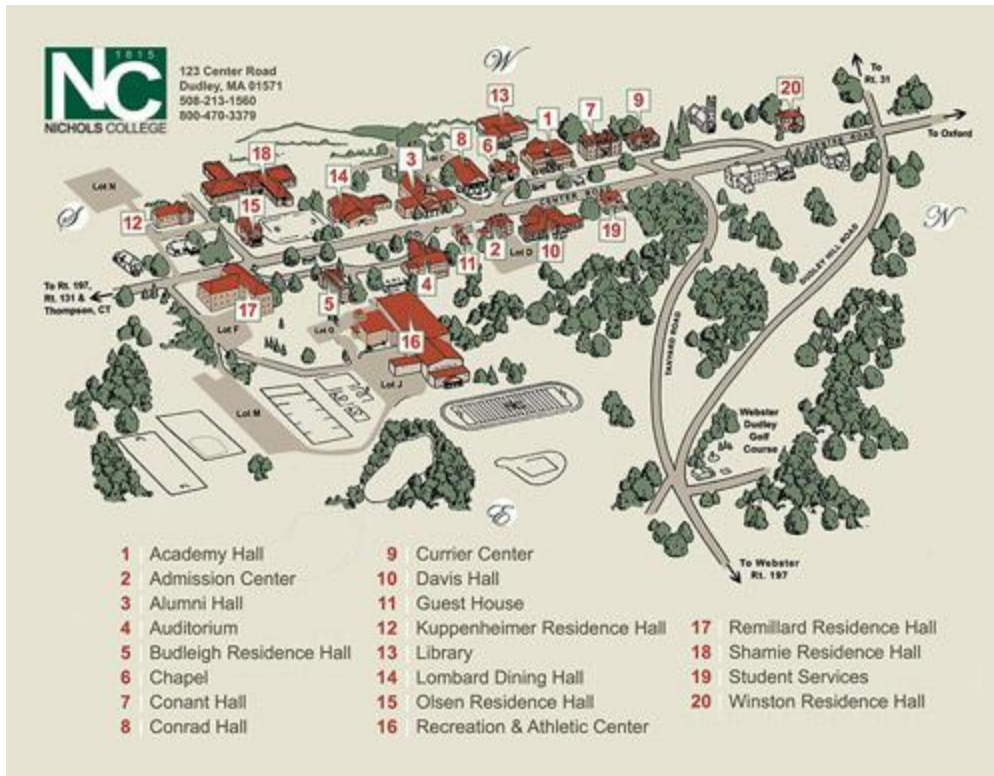 1815
NC
NICHOLS COLLEGE
123 Center Road
Dudley, MA 01571
508-213-1560
800-470-3379
W
To
Rt. 31
20
13
1
7
9
To Oxford
CENTER ROAD
8
6
3
Lot C
18
14
Lot N
S
12
15
CENTER ROAD
N
19
2
10
Lot D
11
4
To Rt. 197,
Rt. 131 &
Thompson, CT
17
5
DUDLEY HILL ROAD
Lot F
Lot G
16
TANYARD ROAD
Lot J
Lot M
NC
Webster
Dudley
Golf
Course
E
To Webster
Rt. 197
1 Academy Hall
2 Admission Center
3 Alumni Hall
4 Auditorium
5 Budleigh Residence Hall
6 Chapel
7 Conant Hall
8 Conrad Hall
9 Currier Center
10 Davis Hall
11 Guest House
12 Kuppenheimer Residence Hall
13 Library
14 Lombard Dining Hall
15 Olsen Residence Hall
16 Recreation & Athletic Center
17 Remillard Residence Hall
18 Shamie Residence Hall
19 Student Services
20 Winston Residence Hall